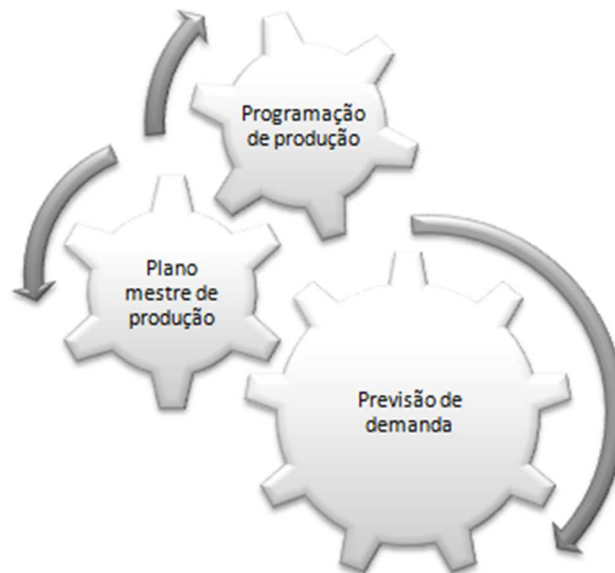 Programação
de produção
Plano
mestre de
produção
Previsão de
demanda